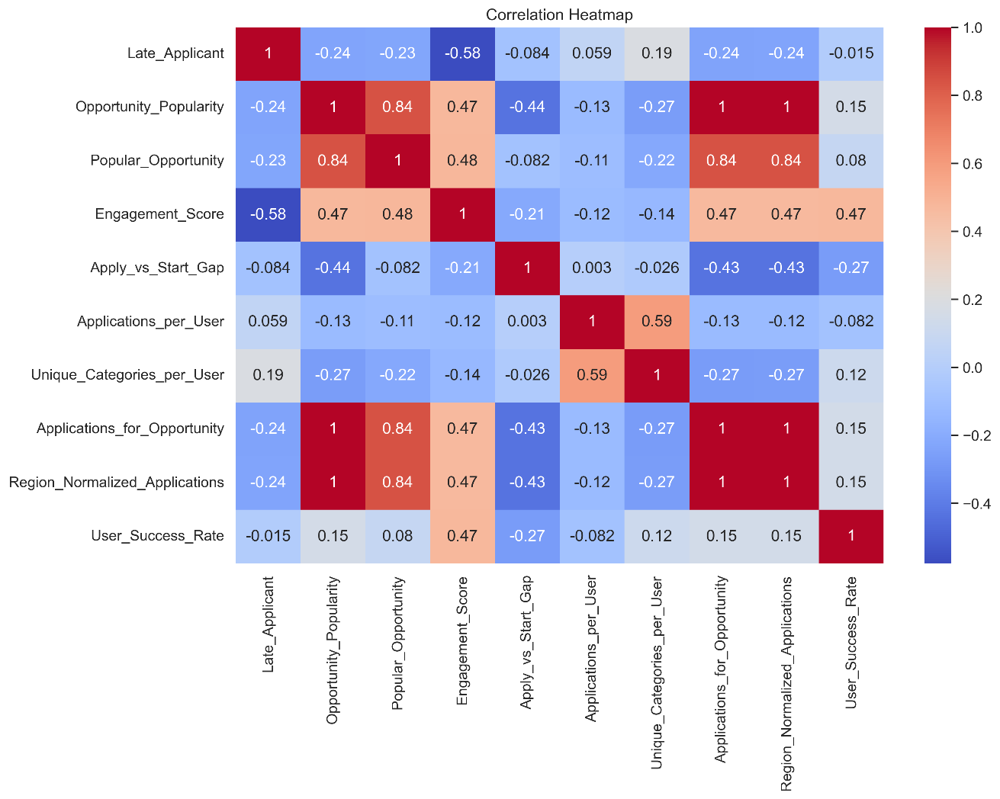 Correlation Heatmap
Late_Applicant 1 -0.24 -0.23 -0.58 -0.084 0.059 0.19 -0.24 -0.24 -0.015
Opportunity_Popularity -0.24 1 0.84 0.47 -0.44 -0.13 -0.27 1 1 0.15
Popular_Opportunity -0.23 0.84 1 0.48 -0.082 -0.11 -0.22 0.84 0.84 0.08
Engagement_Score -0.58 0.47 0.48 1 -0.21 -0.12 -0.14 0.47 0.47 0.47
Apply_vs_Start_Gap -0.084 -0.44 -0.082 -0.21 1 0.003 -0.026 -0.43 -0.43 -0.27
Applications_per_User 0.059 -0.13 -0.11 -0.12 0.003 1 0.59 -0.13 -0.12 -0.082
Unique_Categories_per_User 0.19 -0.27 -0.22 -0.14 -0.026 0.59 1 -0.27 -0.27 0.12
Applications_for_Opportunity -0.24 1 0.84 0.47 -0.43 -0.13 -0.27 1 1 0.15
Region_Normalized_Applications -0.24 1 0.84 0.47 -0.43 -0.12 -0.27 1 1 0.15
User_Success_Rate -0.015 0.15 0.08 0.47 -0.27 -0.082 0.12 0.15 0.15 1
Late_Applicant
Opportunity_Popularity
Popular_Opportunity
Engagement_Score
Apply_vs_Start_Gap
Applications_per_User
Unique_Categories_per_User
Applications_for_Opportunity
Region_Normalized_Applications
User_Success_Rate
1.0
0.8
0.6
0.4
0.2
0.0
−0.2
−0.4